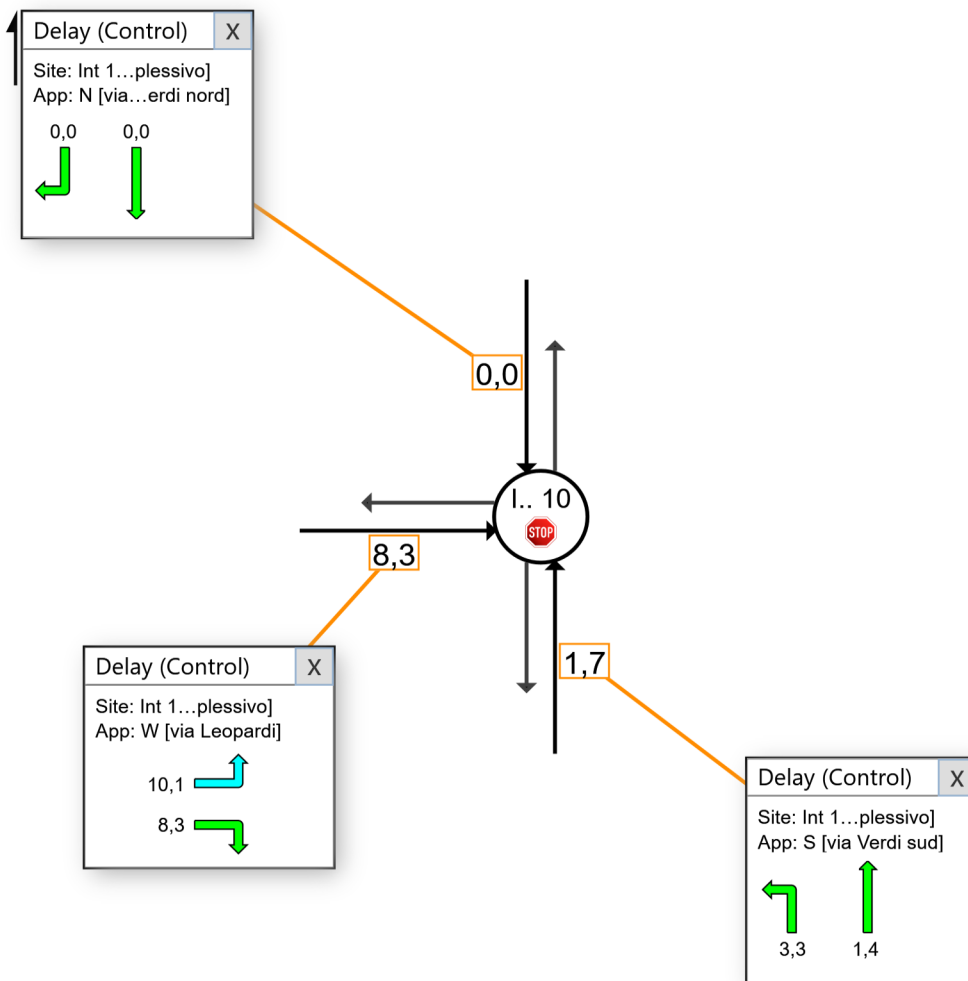 Delay (Control) X
Site: Int 1…plessivo]
App: N [via…erdi nord]
0,0 0,0
0,0
I.. 10
STOP
8,3
1,7
Delay (Control) X
Site: Int 1…plessivo]
App: W [via Leopardi]
10,1
8,3
Delay (Control) X
Site: Int 1…plessivo]
App: S [via Verdi sud]
3,3 1,4